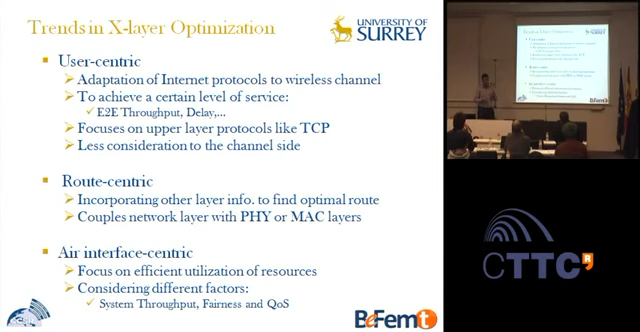 Trends in X-layer Optimization
UNIVERSITY OF
SURREY
User-centric
Adaptation of Internet protocols to wireless channel
To achieve a certain level of service:
E2E Throughput, Delay,...
Focuses on upper layer protocols like TCP
Less consideration to the channel side
Route-centric
Incorporating other layer info. to find optimal route
Couples network layer with PHY or MAC layers
Air interface-centric
Focus on efficient utilization of resources
Considering different factors:
System Throughput, Fairness and QoS
BeFemt
CTTC